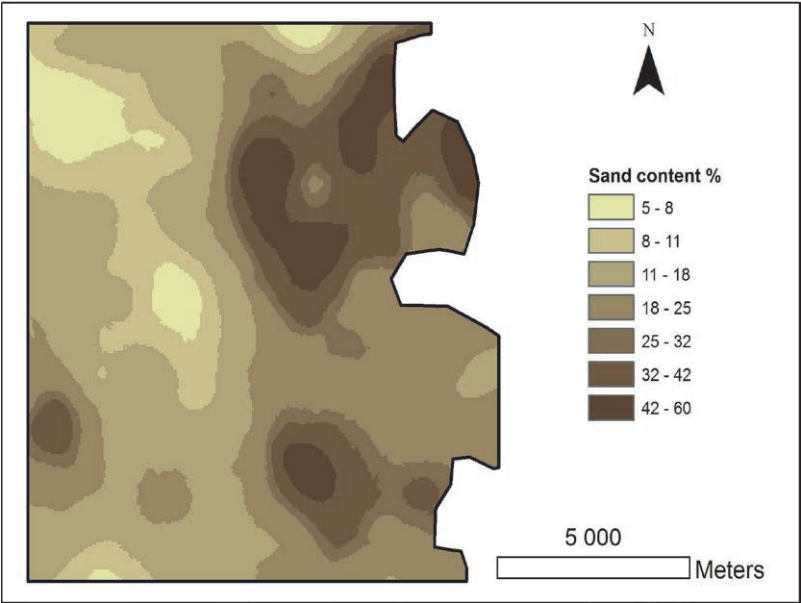 N
Sand content %
5 - 8
8 - 11
11 - 18
18 - 25
25 - 32
32 - 42
42 - 60
5 000
Meters